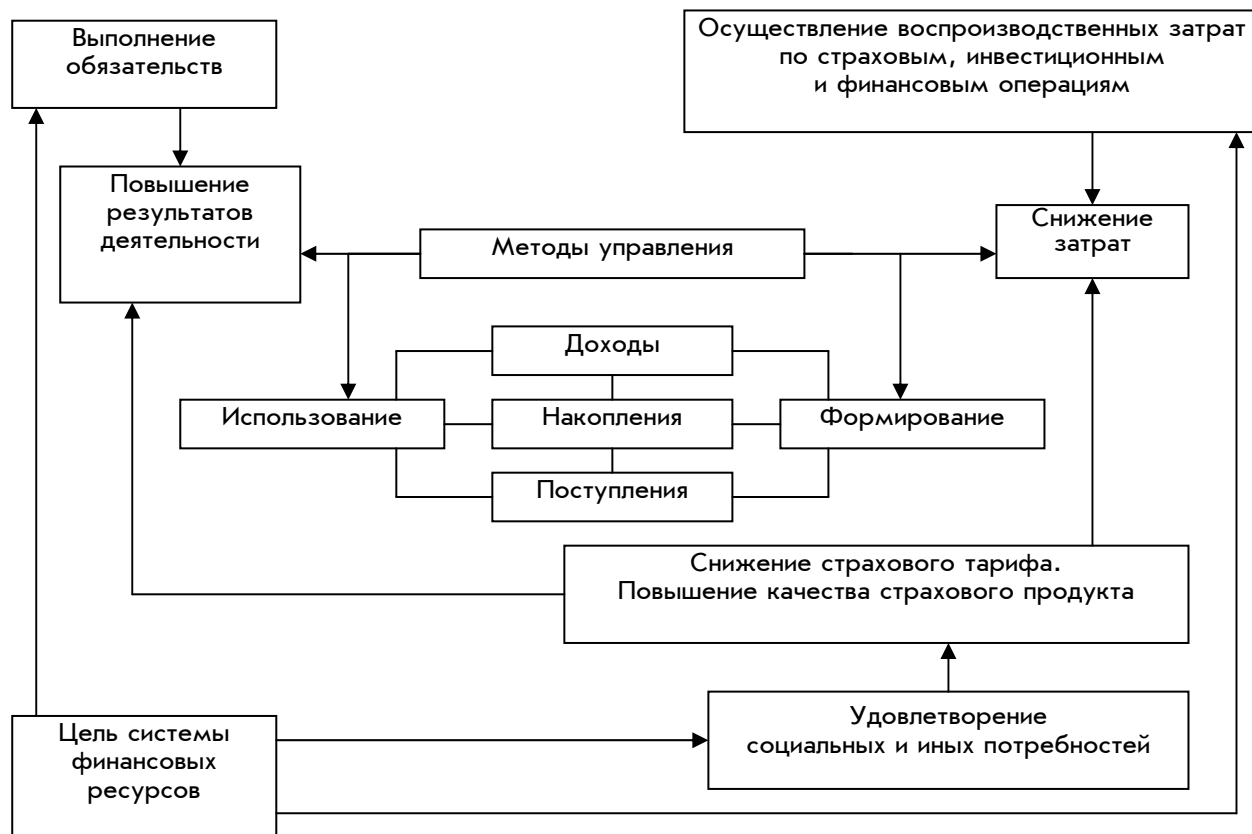 Выполнение
обязательств
Осуществление воспроизводственных затрат
по страховым, инвестиционным
и финансовым операциям
Повышение
результатов
деятельности
Методы управления
Снижение
затрат
Доходы
Использование
Накопления
Формирование
Поступления
Снижение страхового тарифа.
Повышение качества страхового продукта
Цель системы
финансовых
ресурсов
Удовлетворение
социальных и иных потребностей